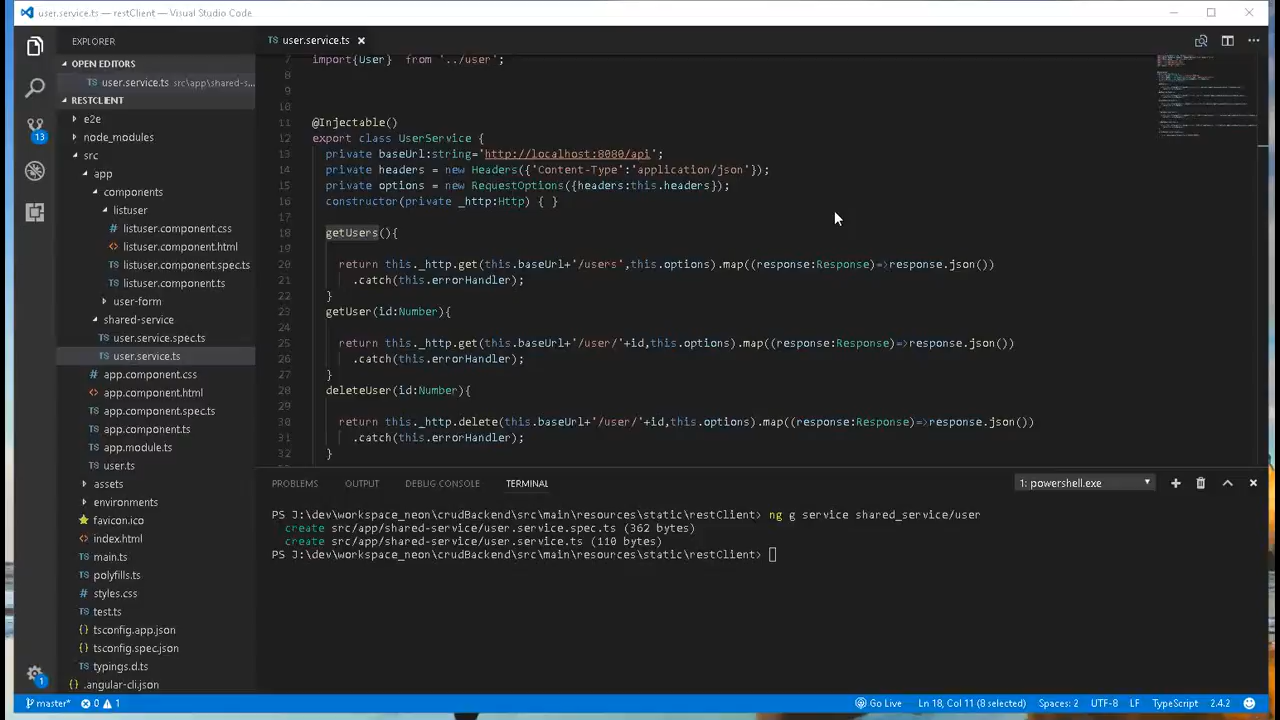 user.service.ts — restClient — Visual Studio Code
EXPLORER
OPEN EDITORS
TS user.service.ts src\app\shared-s...
RESTCLIENT
e2e
node_modules
src
app
components
listuser
listuser.component.css
<> listuser.component.html
TS listuser.component.spec.ts
TS listuser.component.ts
user-form
shared-service
TS user.service.spec.ts
TS user.service.ts
app.component.css
<> app.component.html
TS app.component.spec.ts
TS app.component.ts
TS app.module.ts
TS user.ts
assets
environments
favicon.ico
<> index.html
TS main.ts
TS polyfills.ts
styles.css
TS test.ts
{} tsconfig.app.json
{} tsconfig.spec.json
TS typings.d.ts
{} .angular-cli.json
13
1
TS user.service.ts
7 import{User} from '../user';
8
9
10
11 @Injectable()
12 export class UserServi
13 private baseUrl:string='http://localhost:8080/api';
14 private headers = new Headers({'Content-Type':'application/json'});
15 private options = new RequestOptions({headers:this.headers});
16 constructor(private _http:Http) { }
17
18 getUsers(){
19
20 return this._http.get(this.baseUrl+'/users',this.options).map((response:Response)=>response.json())
21 .catch(this.errorHandler);
22 }
23 getUser(id:Number){
24
25 return this._http.get(this.baseUrl+'/user/'+id,this.options).map((response:Response)=>response.json())
26 .catch(this.errorHandler);
27 }
28 deleteUser(id:Number){
29
30 return this._http.delete(this.baseUrl+'/user/'+id,this.options).map((response:Response)=>response.json())
31 .catch(this.errorHandler);
32 }
PROBLEMS OUTPUT DEBUG CONSOLE TERMINAL 1: powershell.exe
PS J:\dev\workspace_neon\crudBackend\src\main\resources\static\restClient> ng g service shared_service/user
create src/app/shared-service/user.service.spec.ts (362 bytes)
create src/app/shared-service/user.service.ts (110 bytes)
PS J:\dev\workspace_neon\crudBackend\src\main\resources\static\restClient>
master* 0 1 Go Live Ln 18, Col 11 (8 selected) Spaces: 2 UTF-8 LF TypeScript 2.4.2